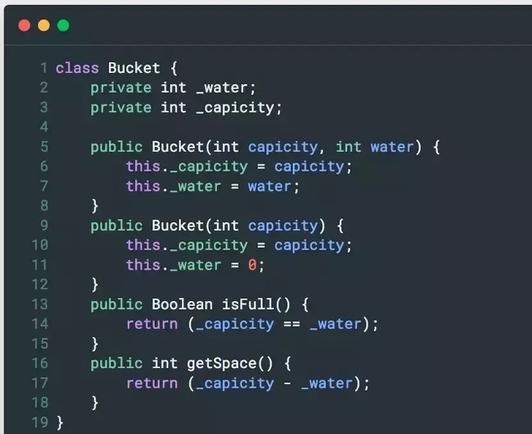 1 class Bucket {
2 private int _water;
3 private int _capicity;
4
5 public Bucket(int capicity, int water) {
6 this._capicity = capicity;
7 this._water = water;
8 }
9 public Bucket(int capicity) {
10 this._capicity = capicity;
11 this._water = 0;
12 }
13 public Boolean isFull() {
14 return (_capicity == _water);
15 }
16 public int getSpace() {
17 return (_capicity - _water);
18 }
19 }